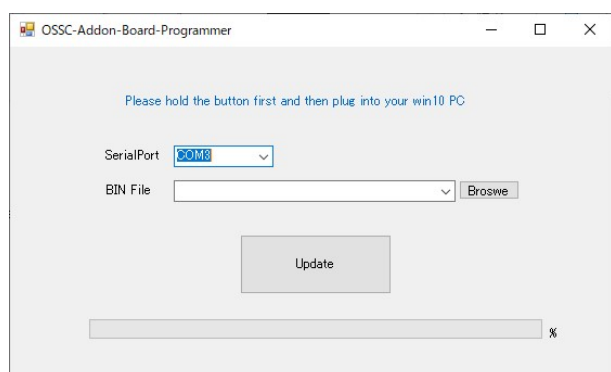 OSSC-Addon-Board-Programmer
Please hold the button first and then plug into your win10 PC
SerialPort COM3
BIN File Broswe
Update
%